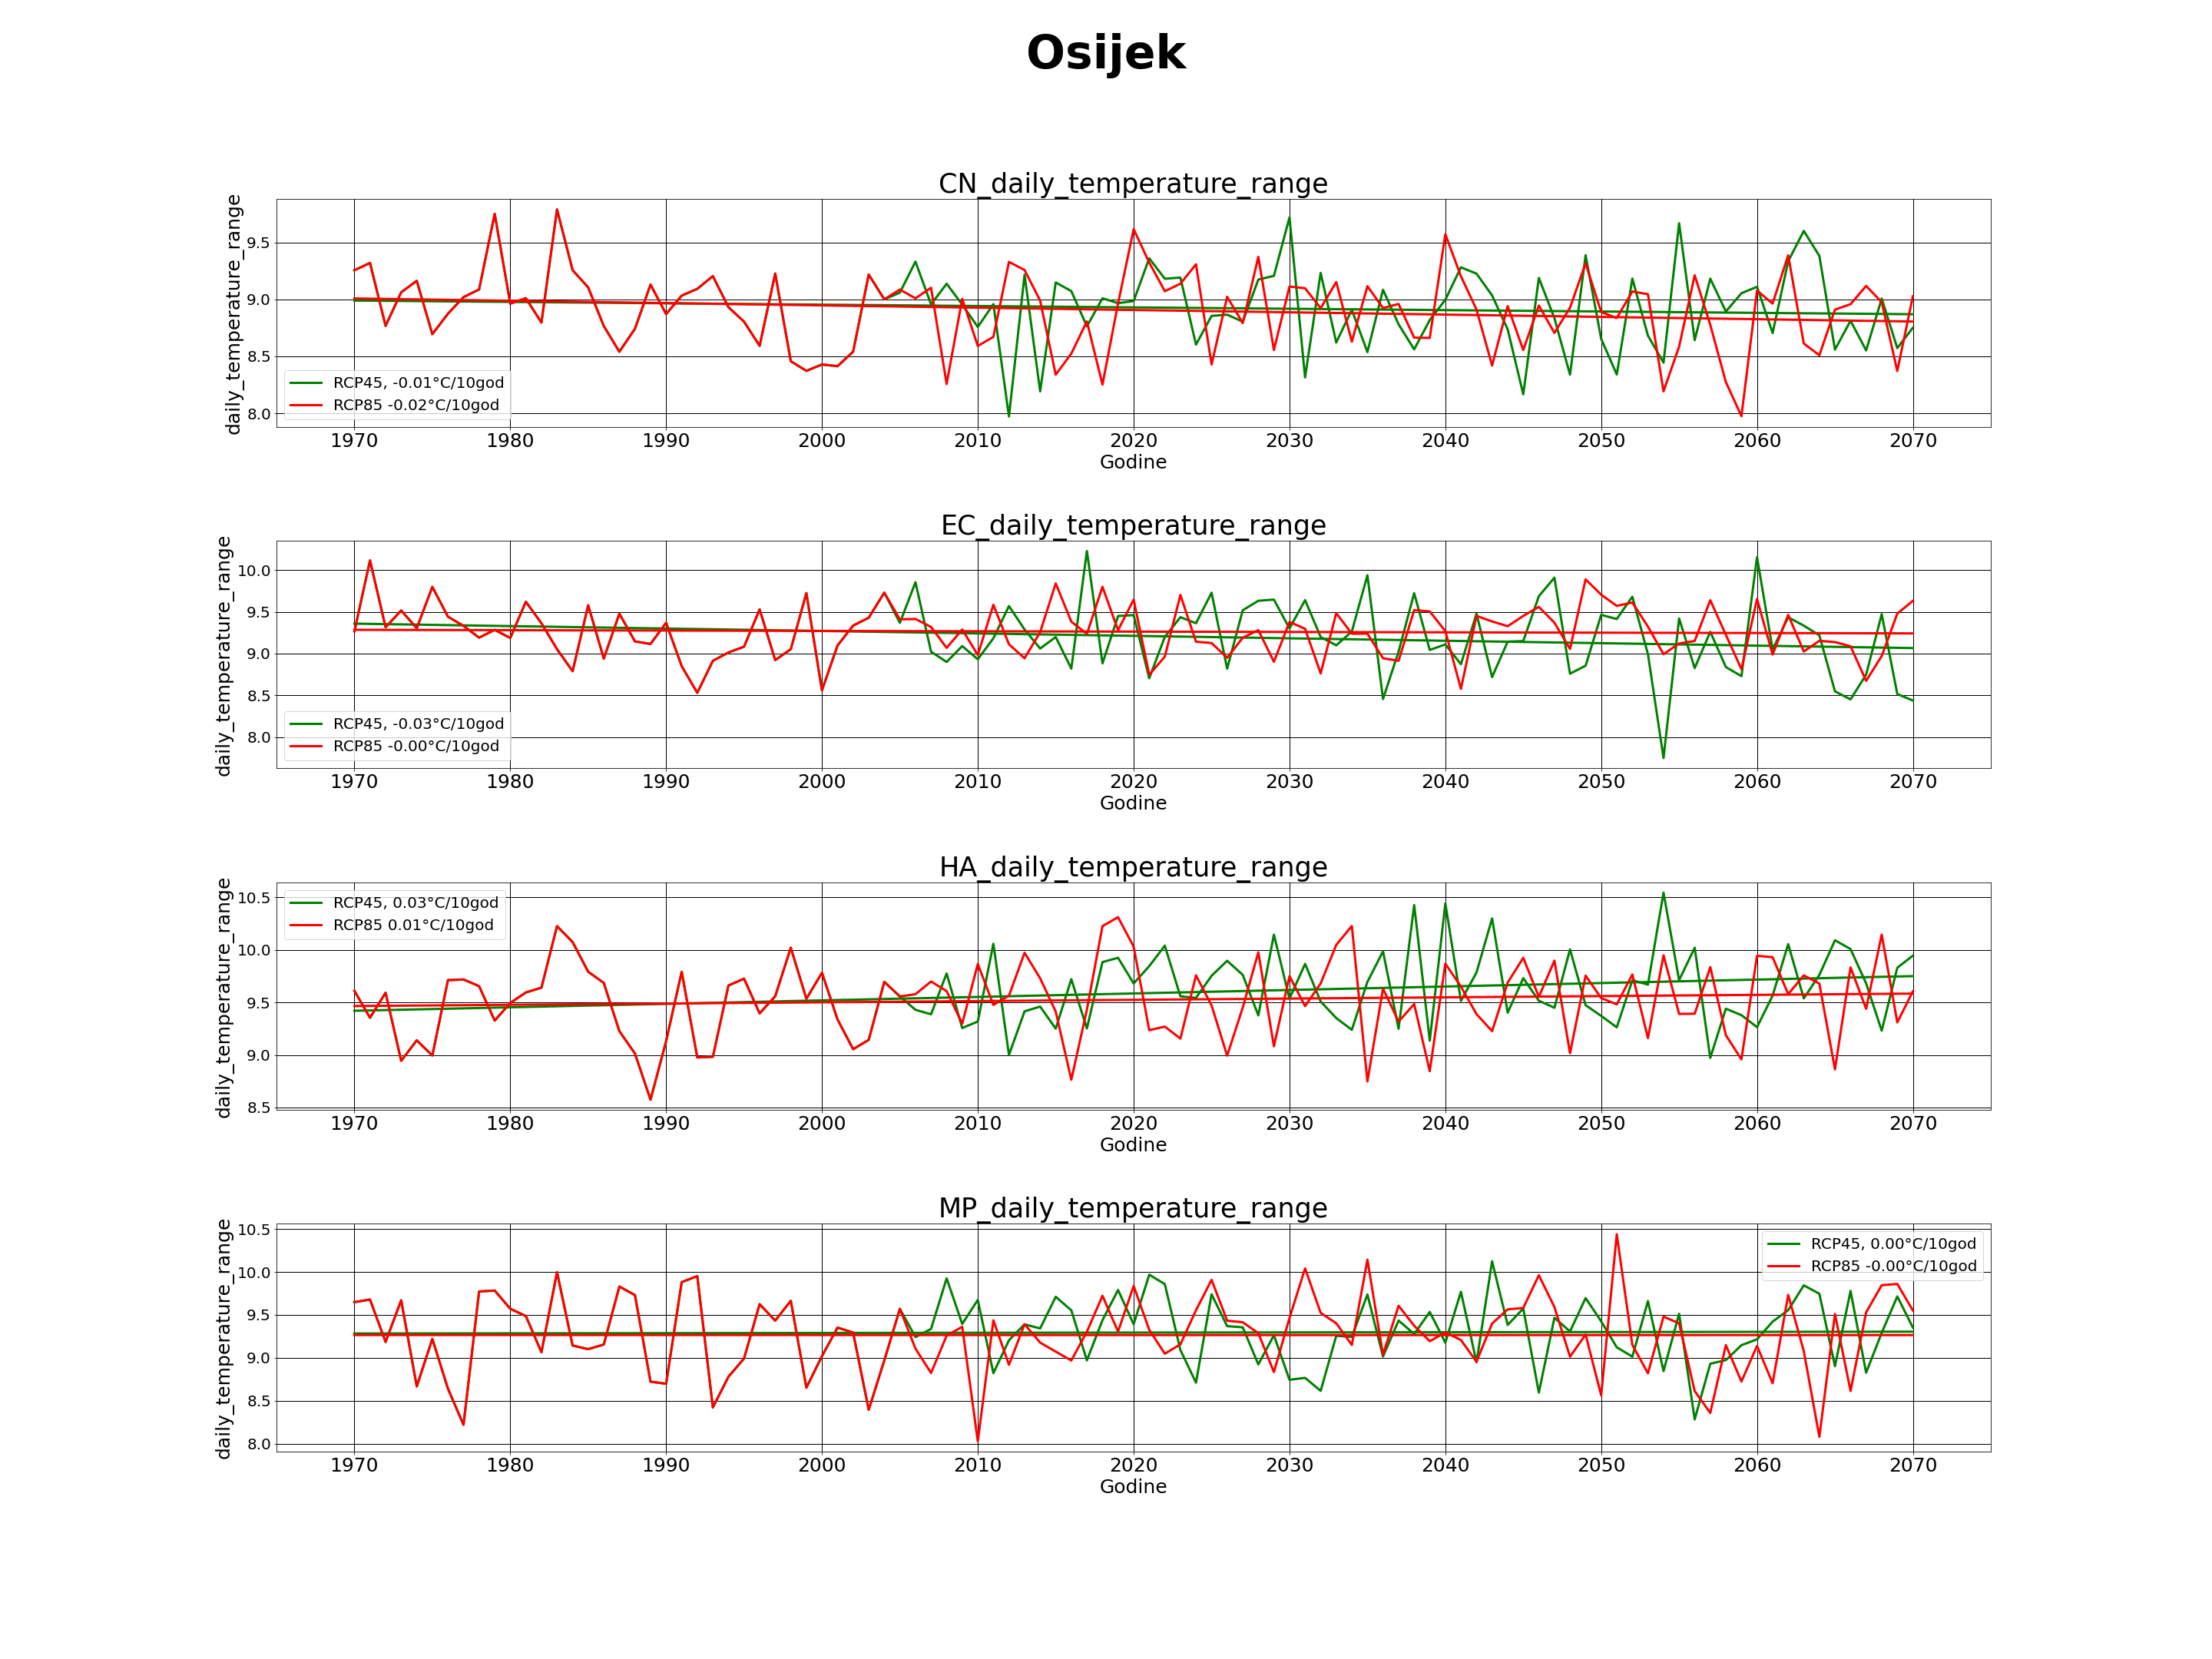 Osijek
CN_daily_temperature_range
daily_temperature_range
9.5
9.0
8.5
8.0
RCP45, -0.01°C/10god
RCP85 -0.02°C/10god
1970 1980 1990 2000 2010 2020 2030 2040 2050 2060 2070
Godine
EC_daily_temperature_range
daily_temperature_range
10.0
9.5
9.0
8.5
8.0
RCP45, -0.03°C/10god
RCP85 -0.00°C/10god
1970 1980 1990 2000 2010 2020 2030 2040 2050 2060 2070
Godine
HA_daily_temperature_range
daily_temperature_range
10.5
10.0
9.5
9.0
8.5
RCP45, 0.03°C/10god
RCP85 0.01°C/10god
1970 1980 1990 2000 2010 2020 2030 2040 2050 2060 2070
Godine
MP_daily_temperature_range
daily_temperature_range
10.5
10.0
9.5
9.0
8.5
8.0
RCP45, 0.00°C/10god
RCP85 -0.00°C/10god
1970 1980 1990 2000 2010 2020 2030 2040 2050 2060 2070
Godine